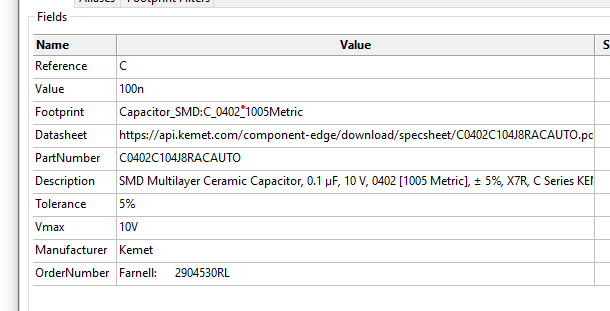 Aliases Footprint Filters
Fields
Name Value S
Reference C
Value 100n
Footprint Capacitor_SMD:C_0402_1005Metric
Datasheet https://api.kemet.com/component-edge/download/specsheet/C0402C104J8RACAUTO.pd
PartNumber C0402C104J8RACAUTO
Description SMD Multilayer Ceramic Capacitor, 0.1 µF, 10 V, 0402 [1005 Metric], ± 5%, X7R, C Series KEM
Tolerance 5%
Vmax 10V
Manufacturer Kemet
OrderNumber Farnell: 2904530RL